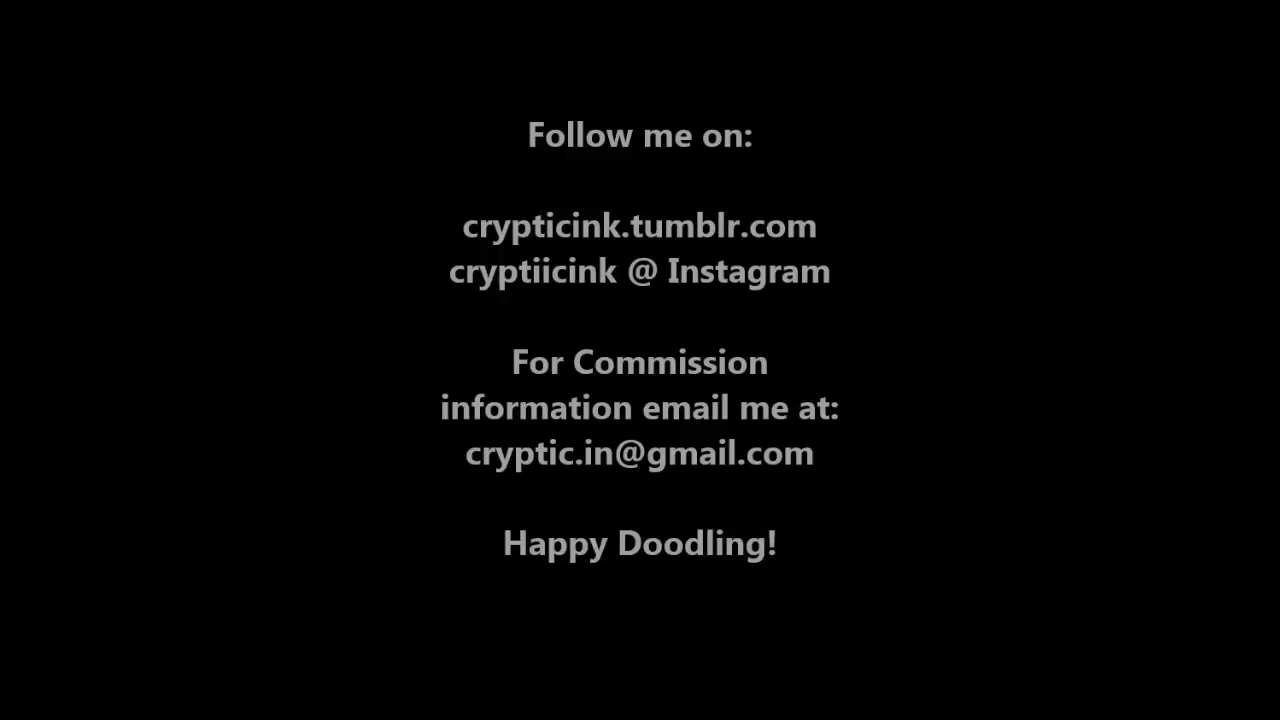 Follow me on:
crypticink.tumblr.com
cryptiicink @ Instagram
For Commission
information email me at:
cryptic.in@gmail.com
Happy Doodling!